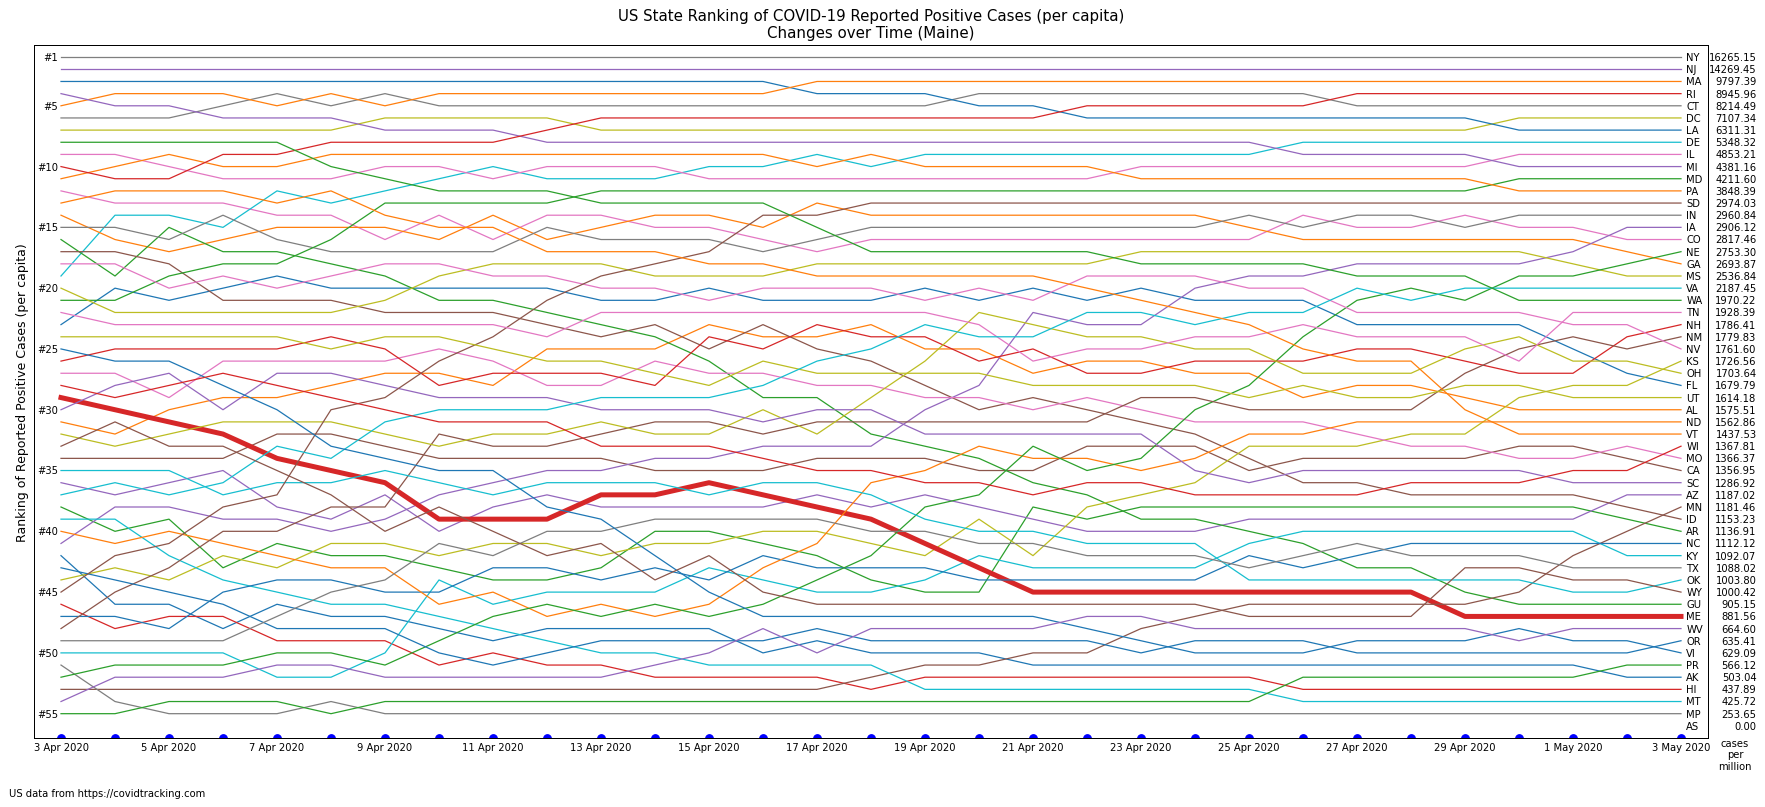 US State Ranking of COVID-19 Reported Positive Cases (per capita)
Changes over Time (Maine)
Ranking of Reported Positive Cases (per capita)
#1
#5
#10
#15
#20
#25
#30
#35
#40
#45
#50
#55
NY 16265.15
NJ 14269.45
MA 9797.39
RI 8945.96
CT 8214.49
DC 7107.34
LA 6311.31
DE 5348.32
IL 4853.21
MI 4381.16
MD 4211.60
PA 3848.39
SD 2974.03
IN 2960.84
IA 2906.12
CO 2817.46
NE 2753.30
GA 2693.87
MS 2536.84
VA 2187.45
WA 1970.22
TN 1928.39
NH 1786.41
NM 1779.83
NV 1761.60
KS 1726.56
OH 1703.64
FL 1679.79
UT 1614.18
AL 1575.51
ND 1562.86
VT 1437.53
WI 1367.81
MO 1366.37
CA 1356.95
SC 1286.92
AZ 1187.02
MN 1181.46
ID 1153.23
AR 1136.91
NC 1112.12
KY 1092.07
TX 1088.02
OK 1003.80
WY 1000.42
GU 905.15
ME 881.56
WV 664.60
OR 635.41
VI 629.09
PR 566.12
AK 503.04
HI 437.89
MT 425.72
MP 253.65
AS 0.00
3 Apr 2020
5 Apr 2020
7 Apr 2020
9 Apr 2020
11 Apr 2020
13 Apr 2020
15 Apr 2020
17 Apr 2020
19 Apr 2020
21 Apr 2020
23 Apr 2020
25 Apr 2020
27 Apr 2020
29 Apr 2020
1 May 2020
3 May 2020
cases
per
million
US data from https://covidtracking.com